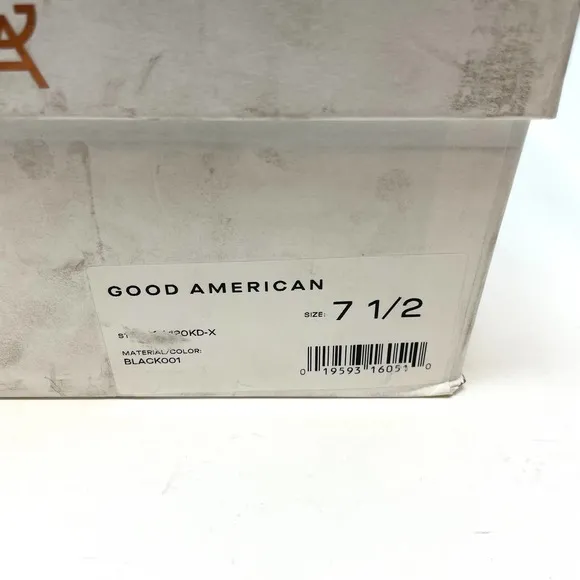 GOOD AMERICAN
SIZE: 7 1/2
MATERIAL/COLOR:
BLACK001
0 19593 16051 0